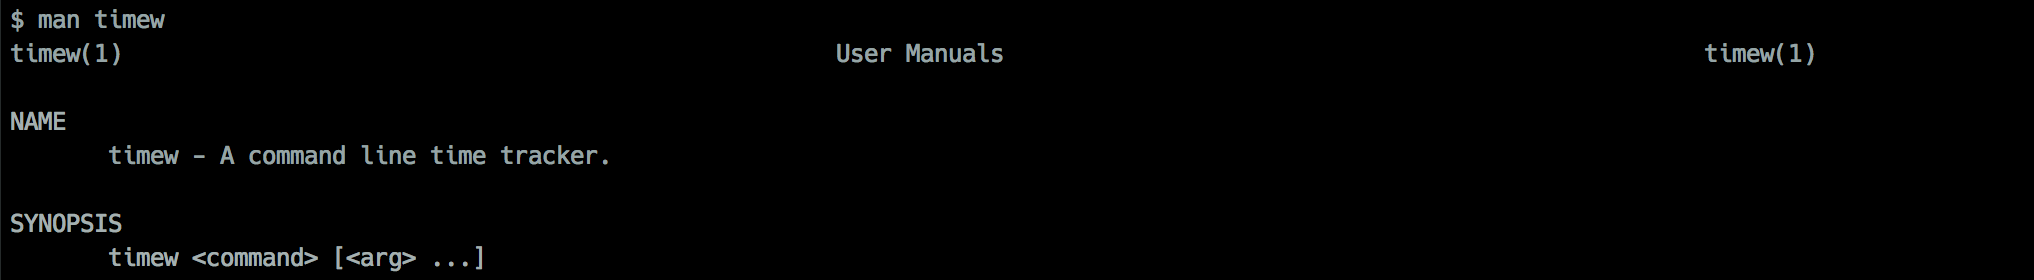 $ man timew
timew(1) User Manuals timew(1)
NAME
timew - A command line time tracker.
SYNOPSIS
timew <command> [<arg> ...]